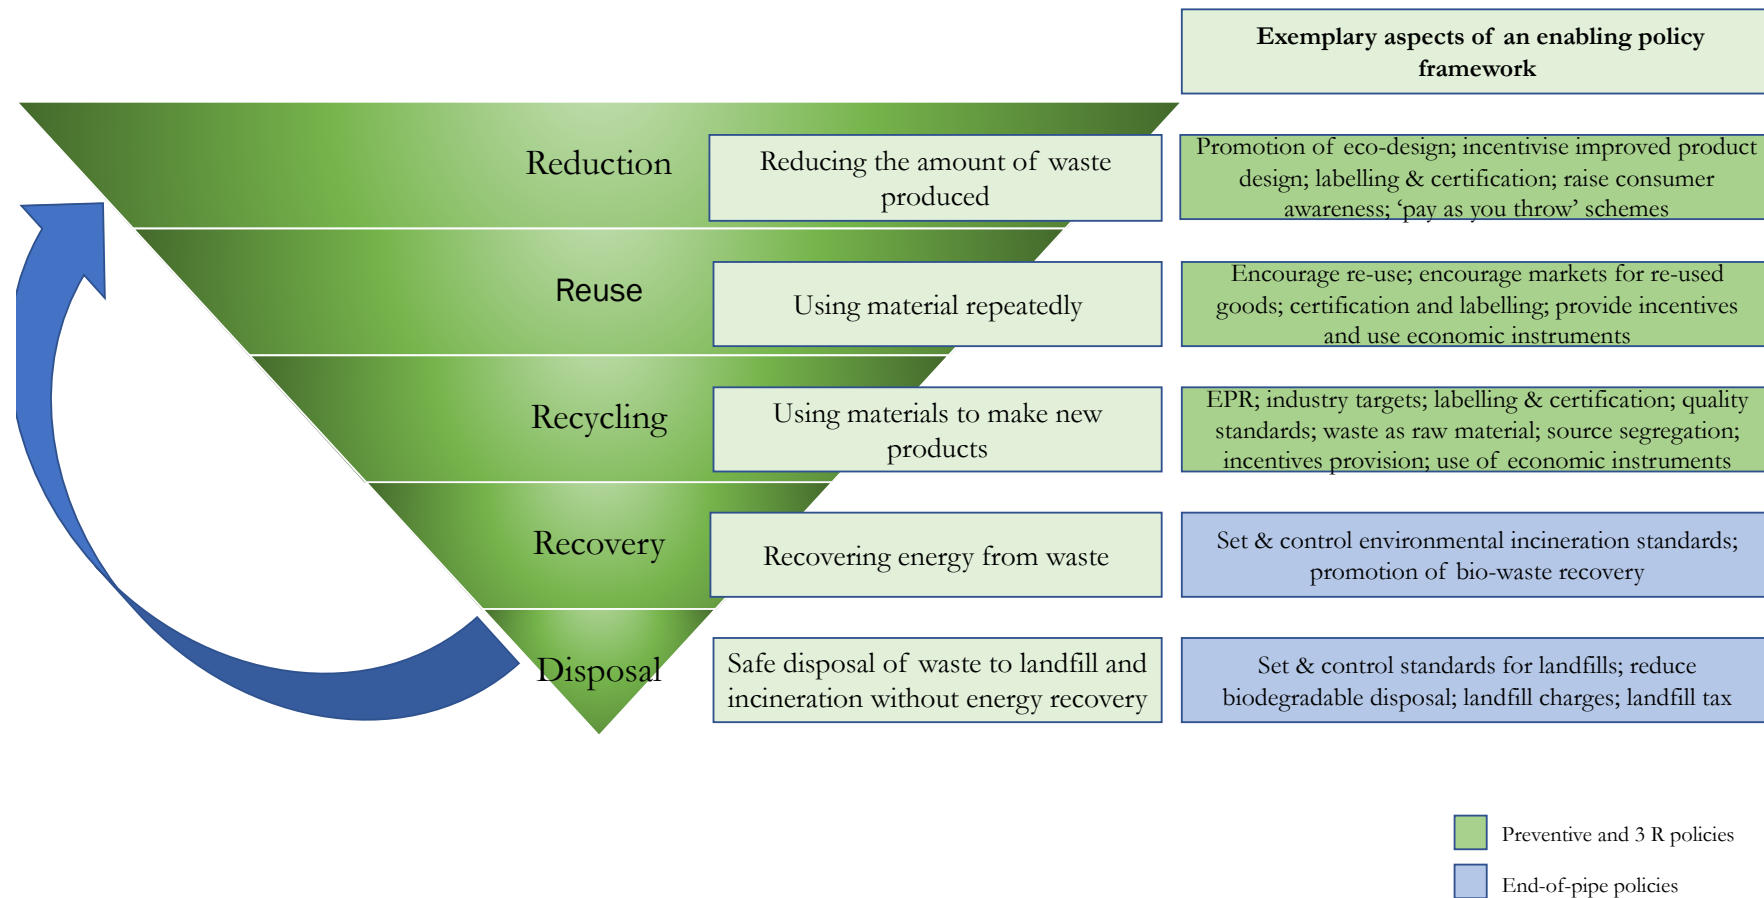 Exemplary aspects of an enabling policy
framework
Reduction
Reducing the amount of waste
produced
Promotion of eco-design; incentivise improved product
design; labelling & certification; raise consumer
awareness; ‘pay as you throw’ schemes
Reuse
Using material repeatedly
Encourage re-use; encourage markets for re-used
goods; certification and labelling; provide incentives
and use economic instruments
Recycling
Using materials to make new
products
EPR; industry targets; labelling & certification; quality
standards; waste as raw material; source segregation;
incentives provision; use of economic instruments
Recovery
Recovering energy from waste
Set & control environmental incineration standards;
promotion of bio-waste recovery
Disposal
Safe disposal of waste to landfill and
incineration without energy recovery
Set & control standards for landfills; reduce
biodegradable disposal; landfill charges; landfill tax
Preventive and 3 R policies
End-of-pipe policies